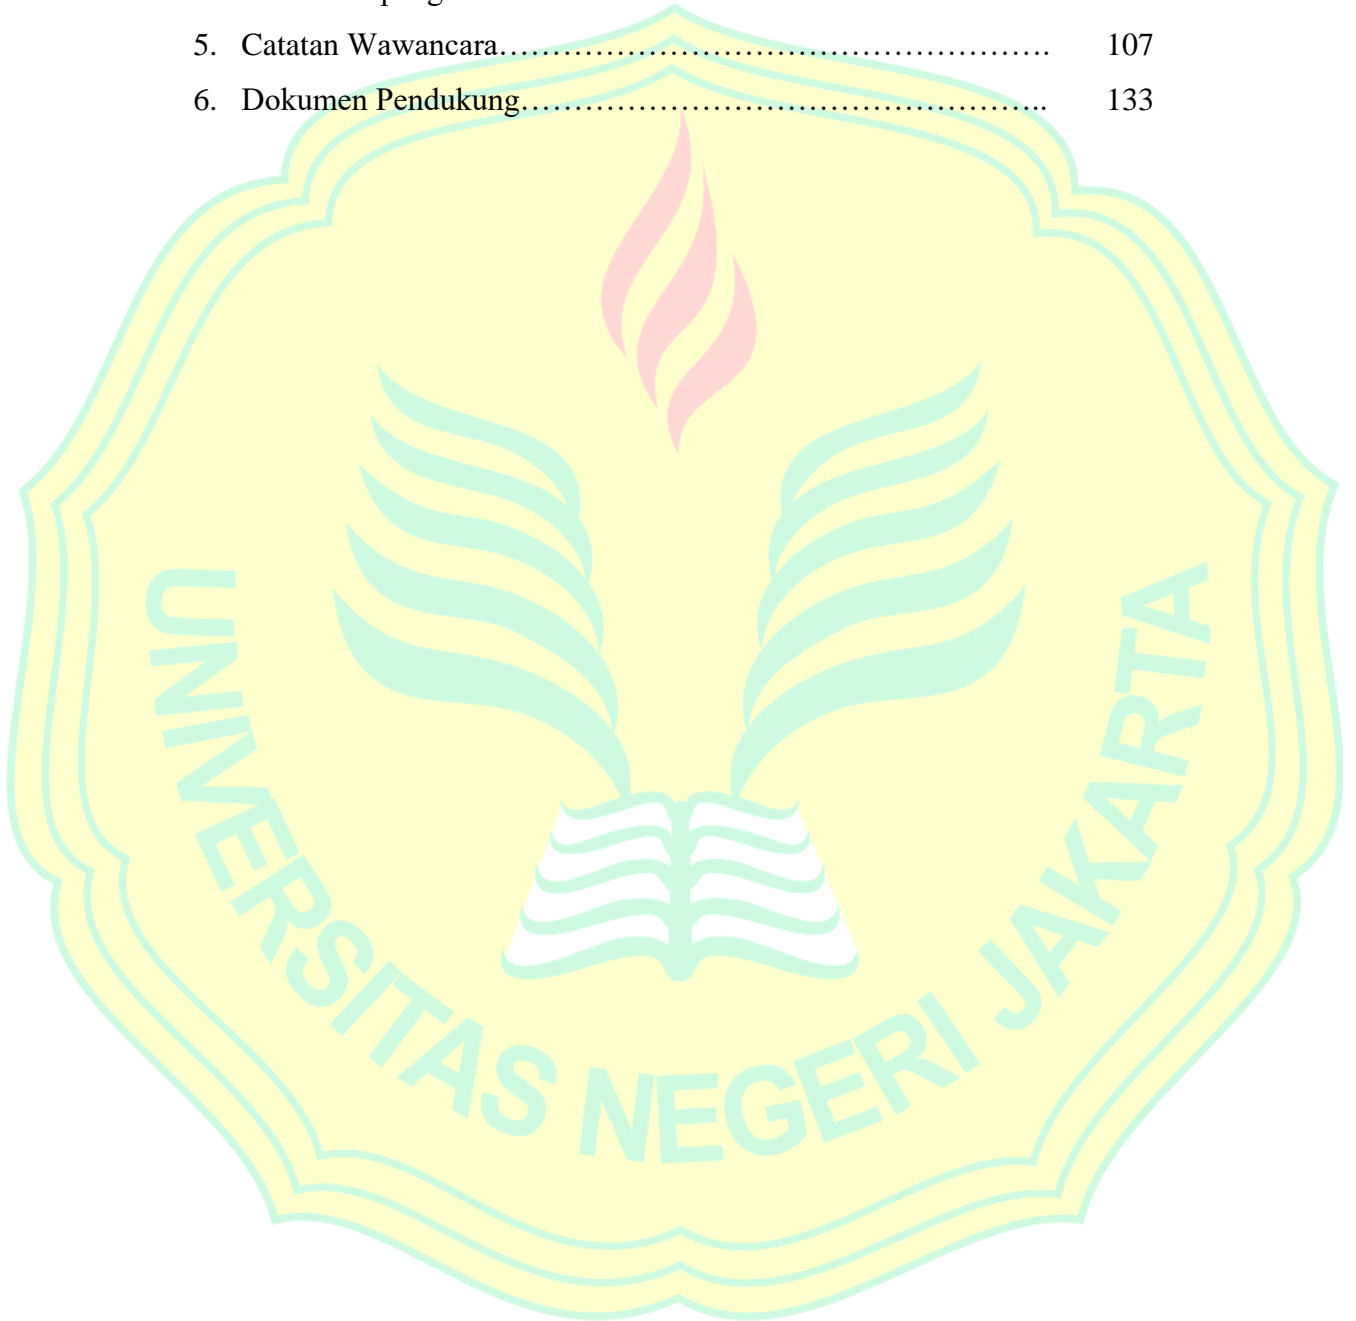 5. Catatan Wawancara……………………………………………………. 107
6. Dokumen Pendukung………………………………………………….. 133
UNIVERSITAS NEGERI JAKARTA